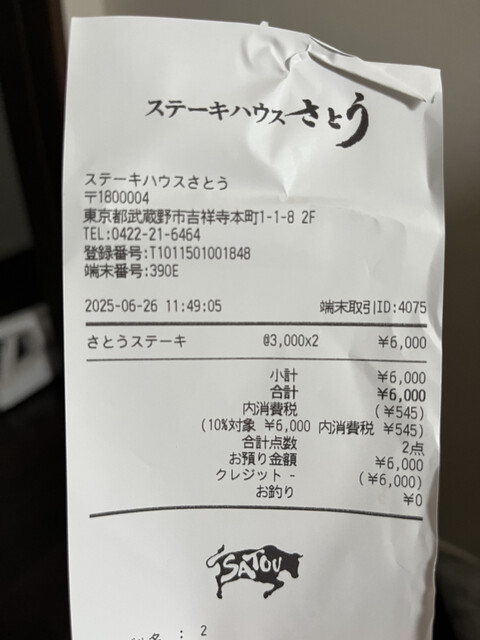 ステーキハウスさとう
ステーキハウスさとう
〒1800004
東京都武蔵野市吉祥寺本町1-1-8 2F
TEL:0422-21-6464
登録番号:T1011501001848
端末番号:390E
2025-06-26 11:49:05 端末取引ID:4075
さとうステーキ @3,000x2 ¥6,000
小計 ¥6,000
合計 ¥6,000
内消費税 (¥545)
(10%対象 ¥6,000 内消費税 ¥545)
合計点数 2点
お預り金額 ¥6,000
クレジット - (¥6,000)
お釣り ¥0
SATOU
: 2